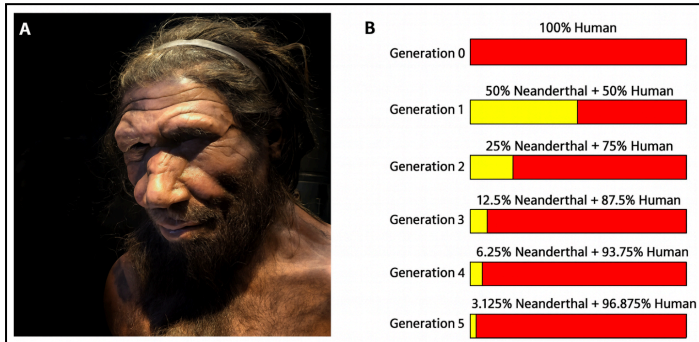 A
B
100% Human
Generation 0
50% Neanderthal + 50% Human
Generation 1
25% Neanderthal + 75% Human
Generation 2
12.5% Neanderthal + 87.5% Human
Generation 3
6.25% Neanderthal + 93.75% Human
Generation 4
3.125% Neanderthal + 96.875% Human
Generation 5